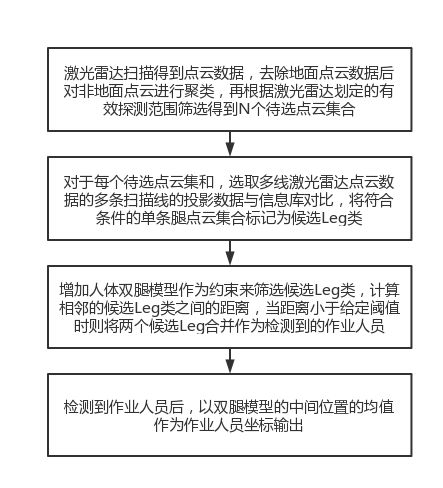 激光雷达扫描得到点云数据，去除地面点云数据后
对非地面点云进行聚类，再根据激光雷达划定的有
效探测范围筛选得到N个待选点云集合
对于每个待选点云集和，选取多线激光雷达点云数
据的多条扫描线的投影数据与信息库对比，将符合
条件的单条腿点云集合标记为候选Leg类
增加人体双腿模型作为约束来筛选候选Leg类，计算
相邻的候选Leg类之间的距离，当距离小于给定阈值
时则将两个候选Leg合并作为检测到的作业人员
检测到作业人员后，以双腿模型的中间位置的均值
作为作业人员坐标输出